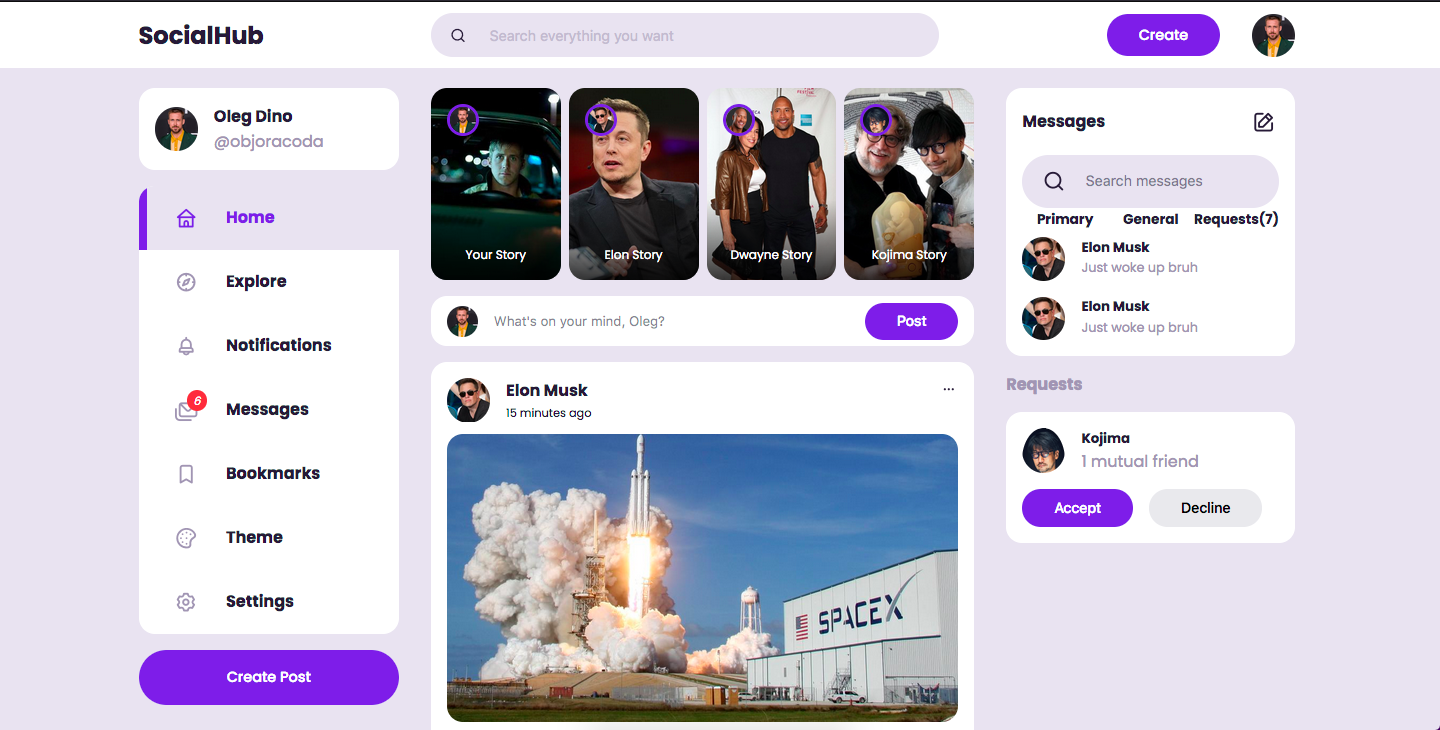 SocialHub
Search everything you want
Create
Oleg Dino
@objoracoda
Home
Explore
Notifications
6
Messages
Bookmarks
Theme
Settings
Create Post
Your Story
Elon Story
Dwayne Story
Kojima Story
What's on your mind, Oleg?
Post
Elon Musk
15 minutes ago
SPACEX
Messages
Search messages
Primary
General
Requests(7)
Elon Musk
Just woke up bruh
Elon Musk
Just woke up bruh
Requests
Kojima
1 mutual friend
Accept
Decline